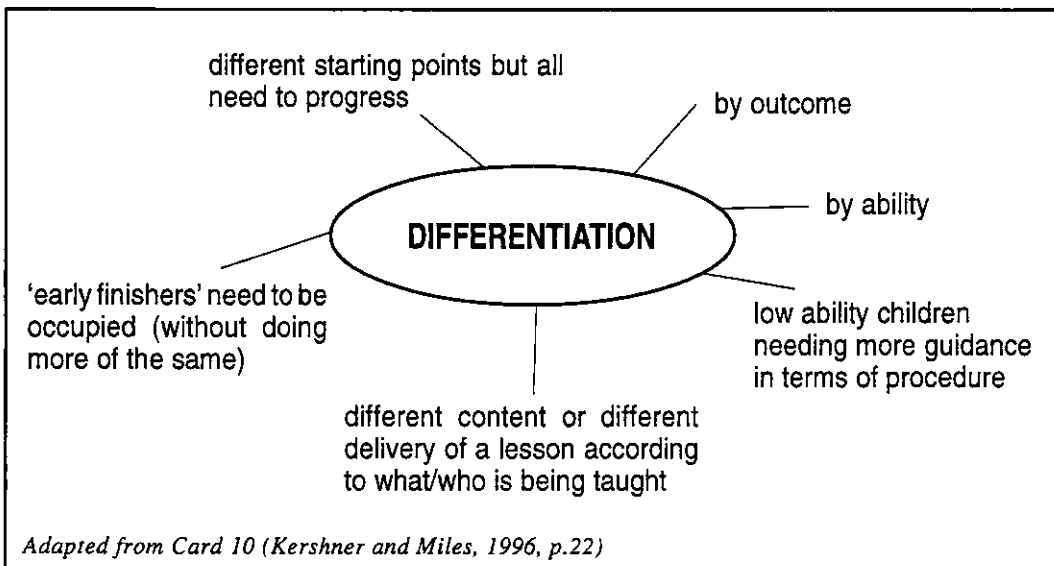 different starting points but all
need to progress
by outcome
by ability
DIFFERENTIATION
'early finishers' need to be
occupied (without doing
more of the same)
low ability children
needing more guidance
in terms of procedure
different content or different
delivery of a lesson according
to what/who is being taught
Adapted from Card 10 (Kershner and Miles, 1996, p.22)